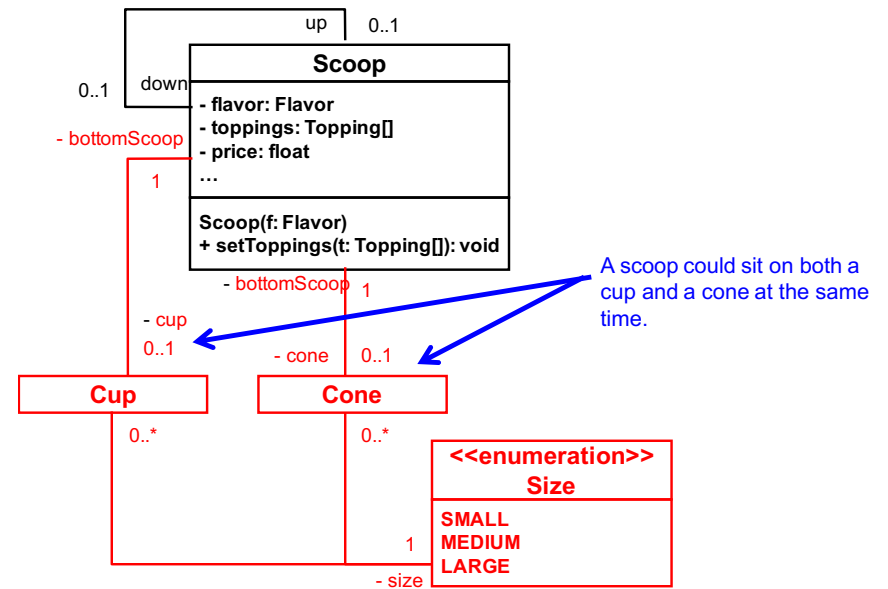 up
0..1
Scoop
down
0..1
- flavor: Flavor
- toppings: Topping[]
- price: float
...
- bottomScoop
1
Scoop(f: Flavor)
+ setToppings(t: Topping[]): void
A scoop could sit on both a
cup and a cone at the same
time.
- bottomScoop
1
- cup
0..1
- cone
0..1
Cup
Cone
0..*
0..*
<<enumeration>>
Size
SMALL
MEDIUM
LARGE
1
- size